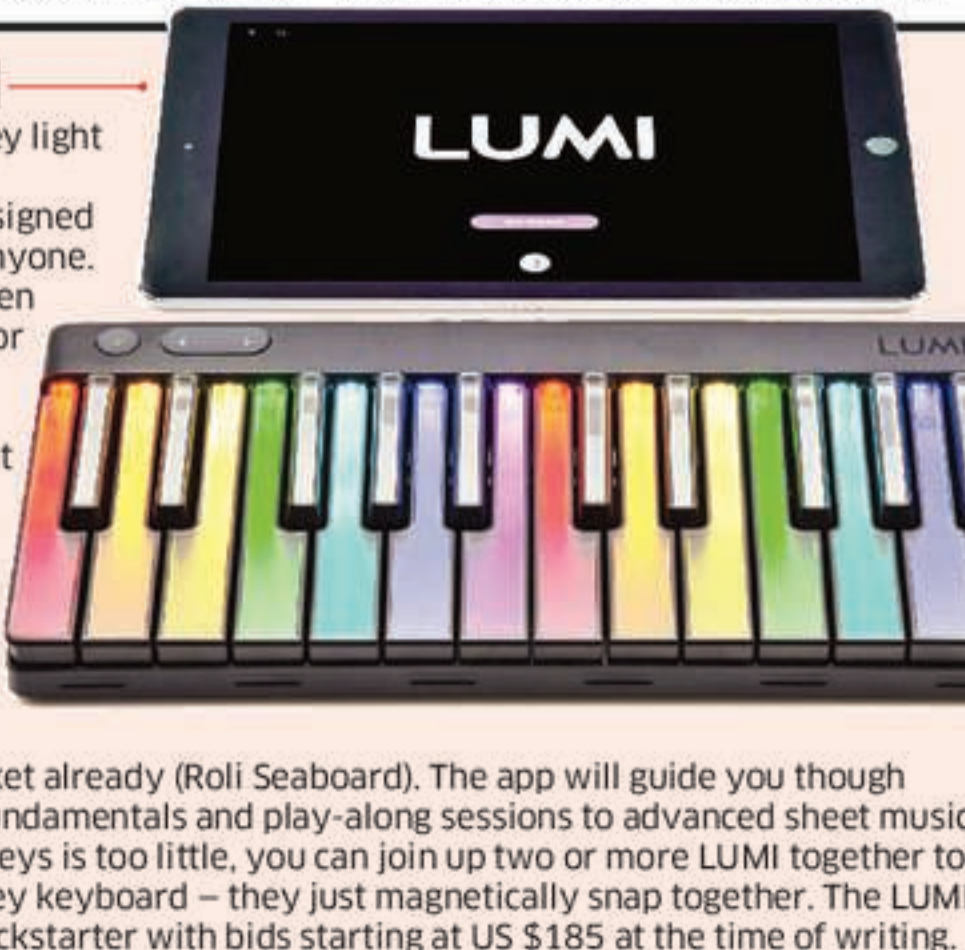 LUMI
ey light
signed
nyone.
en
or
LUMI
t
ket already (Roli Seaboard). The app will guide you though
ndamentals and play-along sessions to advanced sheet music
eys is too little, you can join up two or more LUMI together to
ey keyboard – they just magnetically snap together. The LUMI
ckstarter with bids starting at US $185 at the time of writing.